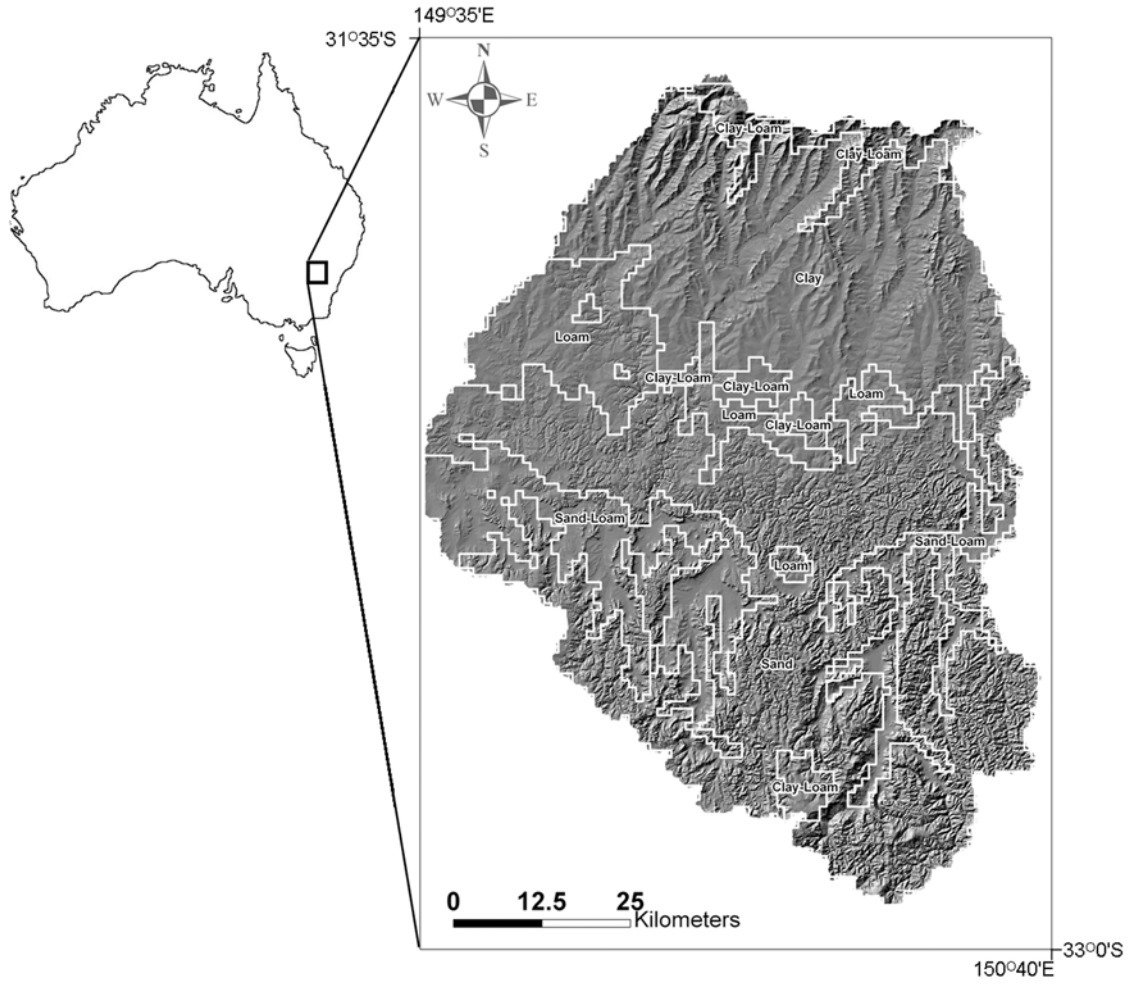 149°35'E
31°35'S
N
W E
S
Clay-Loam
Clay-Loam
Clay
Loam
Clay-Loam
Clay-Loam
Loam
Loam
Clay-Loam
Sand-Loam
Sand-Loam
Loam
Sand
Clay-Loam
0 12.5 25
Kilometers
33°0'S
150°40'E